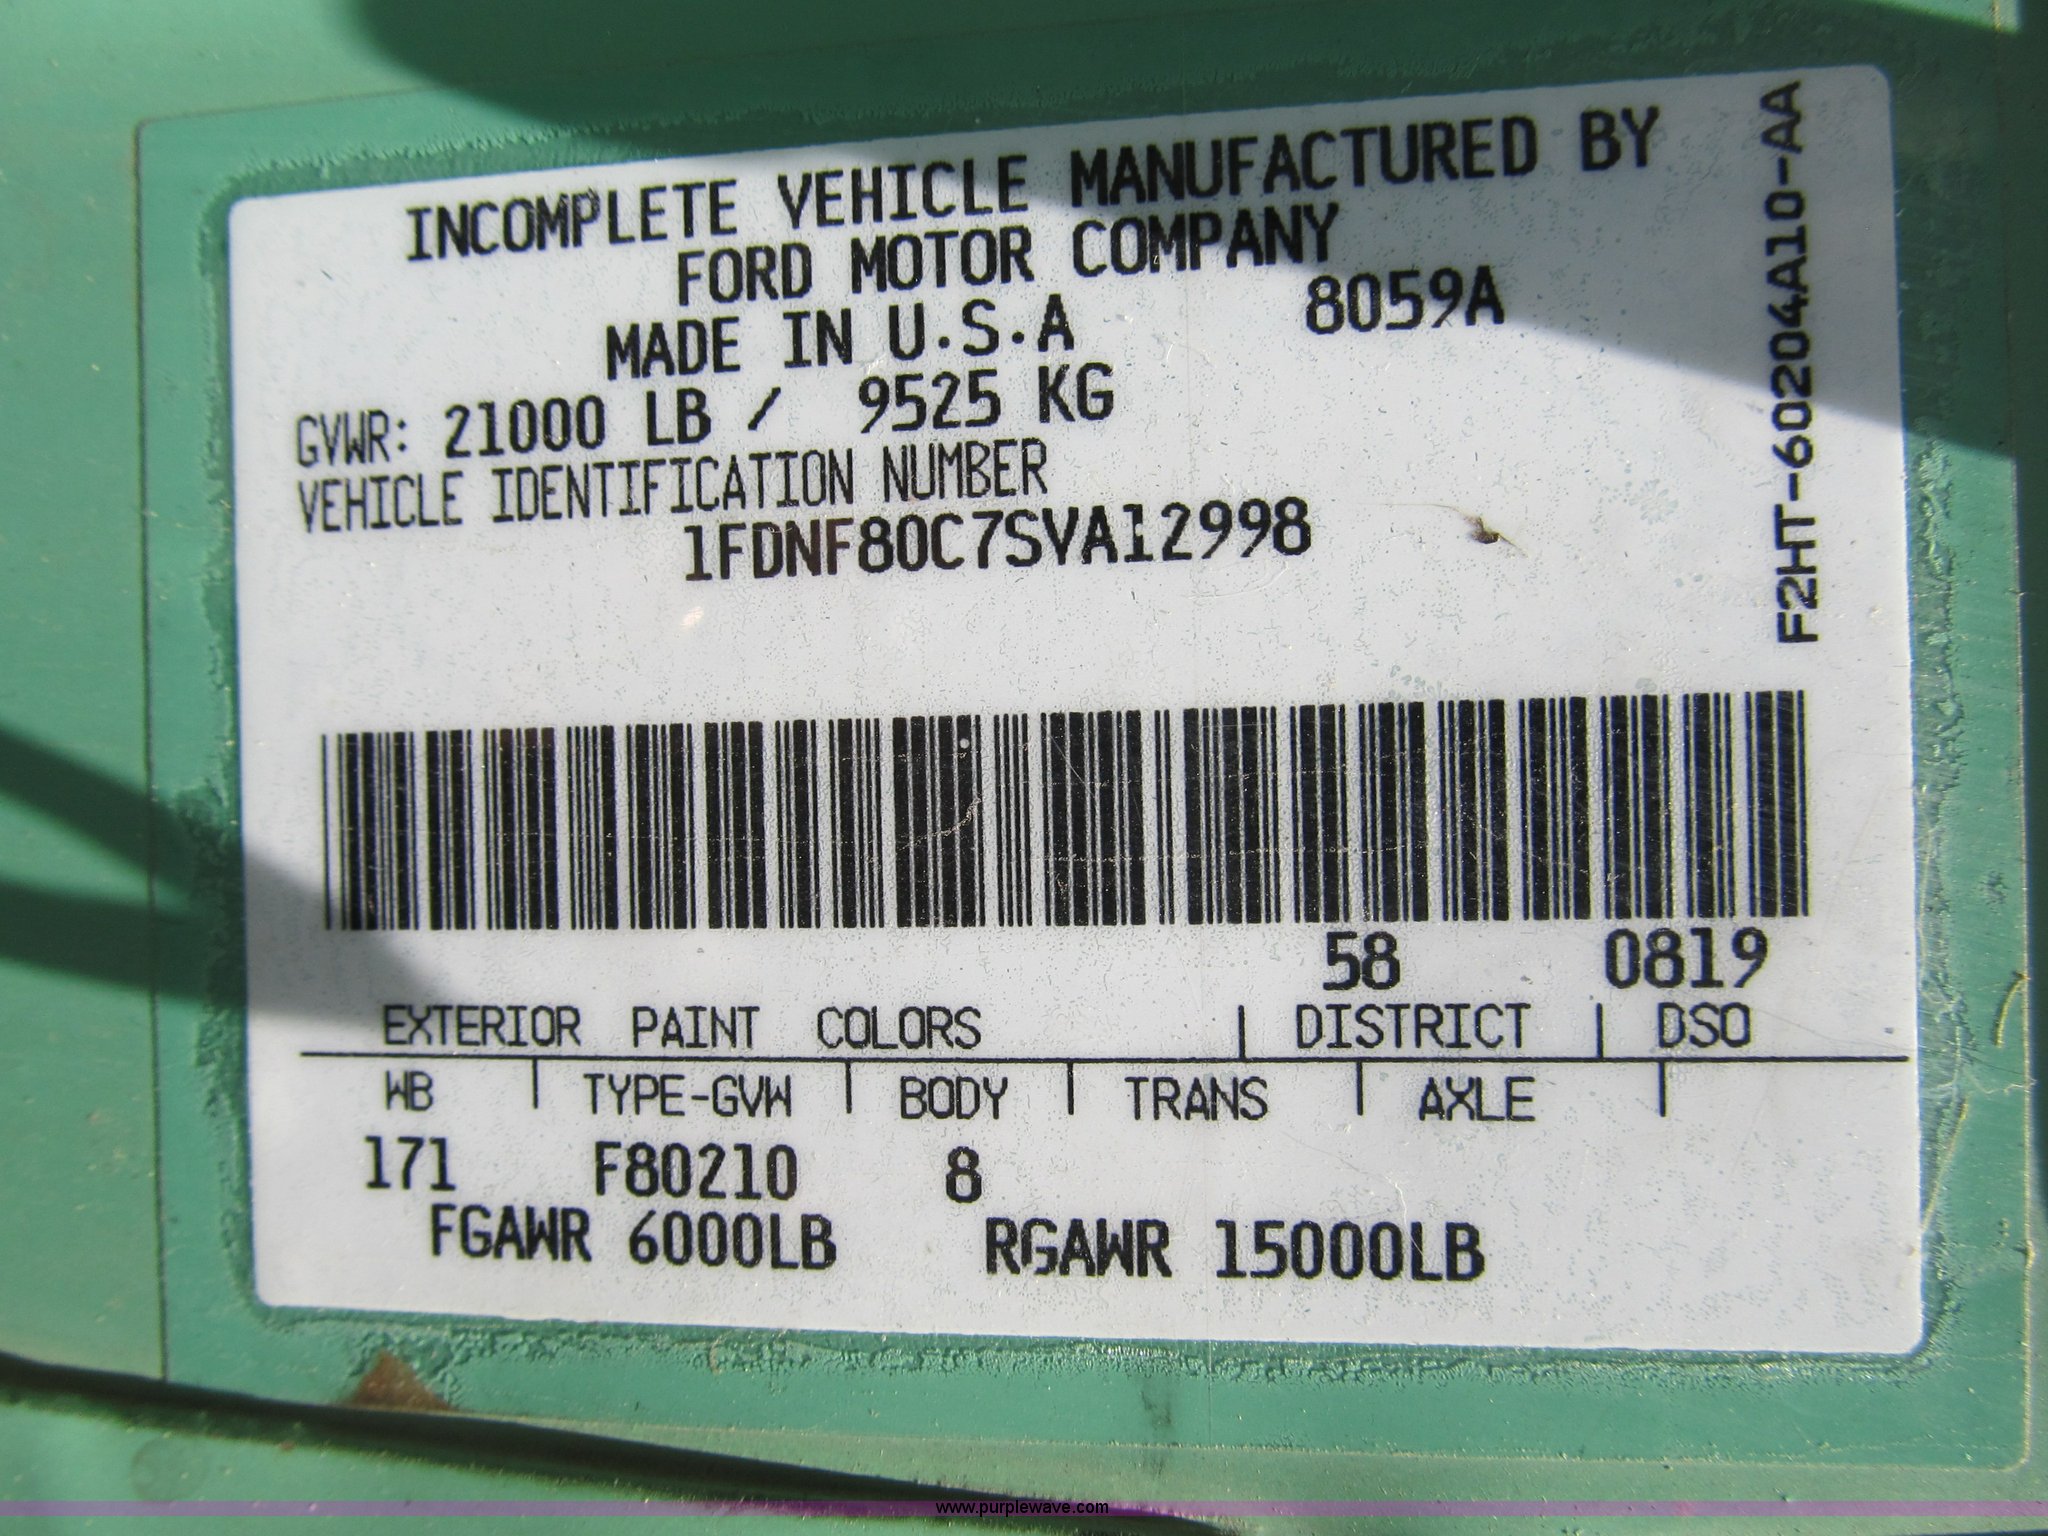 INCOMPLETE VEHICLE MANUFACTURED BY
FORD MOTOR COMPANY
MADE IN U.S.A 8059A
GVWR: 21000 LB / 9525 KG
VEHICLE IDENTIFICATION NUMBER
1FDNF80C7SVA12998
F2HT-60204A10-AA
58 0819
EXTERIOR PAINT COLORS | DISTRICT | DSO
WB | TYPE-GVW | BODY | TRANS | AXLE |
171 F80210 8
FGAWR 6000LB RGAWR 15000LB
www.purplewave.com